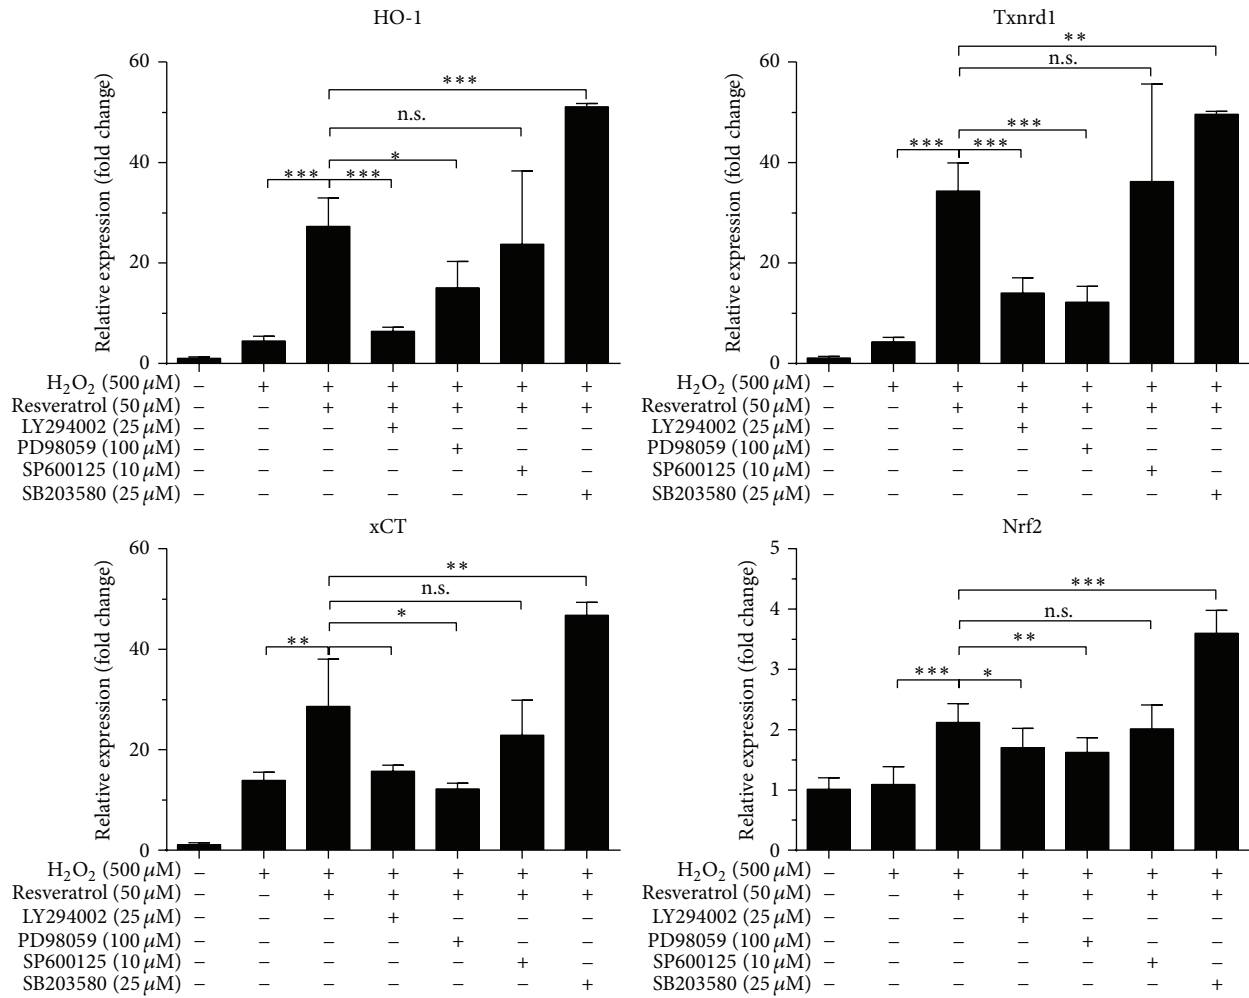 HO-1
Relative expression (fold change)
60
40
20
0
***
n.s.
*
*** ***
H₂O₂ (500 μM) – + + + + + +
Resveratrol (50 μM) – – + + + + +
LY294002 (25 μM) – – – + – – –
PD98059 (100 μM) – – – – + – –
SP600125 (10 μM) – – – – – + –
SB203580 (25 μM) – – – – – – +
Txnrd1
Relative expression (fold change)
60
40
20
0
**
n.s.
***
*** ***
H₂O₂ (500 μM) – + + + + + +
Resveratrol (50 μM) – – + + + + +
LY294002 (25 μM) – – – + – – –
PD98059 (100 μM) – – – – + – –
SP600125 (10 μM) – – – – – + –
SB203580 (25 μM) – – – – – – +
xCT
Relative expression (fold change)
60
40
20
0
**
n.s.
*
**
H₂O₂ (500 μM) – + + + + + +
Resveratrol (50 μM) – – + + + + +
LY294002 (25 μM) – – – + – – –
PD98059 (100 μM) – – – – + – –
SP600125 (10 μM) – – – – – + –
SB203580 (25 μM) – – – – – – +
Nrf2
Relative expression (fold change)
5
4
3
2
1
0
***
n.s.
**
*** *
H₂O₂ (500 μM) – + + + + + +
Resveratrol (50 μM) – – + + + + +
LY294002 (25 μM) – – – + – – –
PD98059 (100 μM) – – – – + – –
SP600125 (10 μM) – – – – – + –
SB203580 (25 μM) – – – – – – +